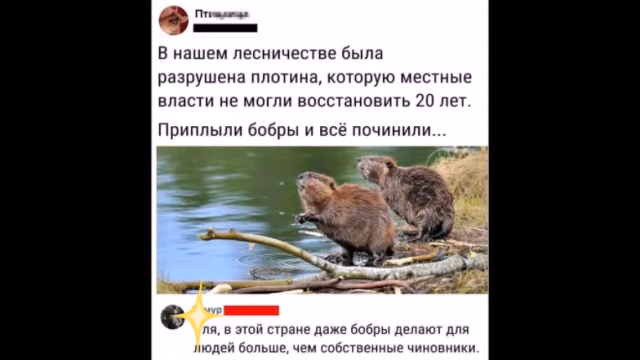 В нашем лесничестве была
разрушена плотина, которую местные
власти не могли восстановить 20 лет.
Приплыли бобры и всё починили...
в этой стране даже бобры делают для
людей больше, чем собственные чиновники.